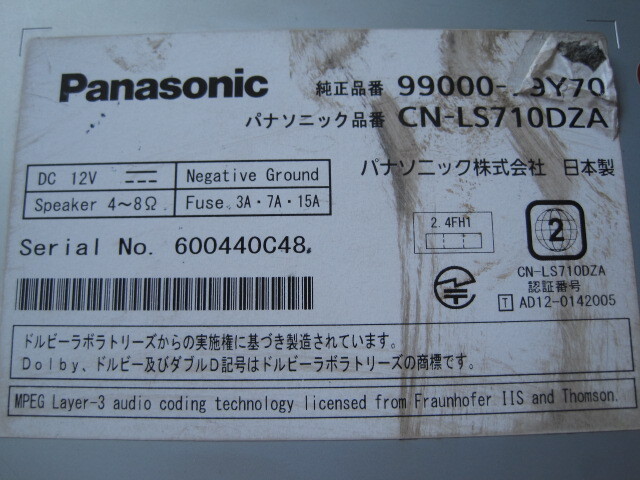 Panasonic
純正品番 99000- 9Y70
パナソニック品番 CN-LS710DZA
パナソニック株式会社 日本製
DC 12V Negative Ground
Speaker 4〜8Ω Fuse 3A・7A・15A
Serial No. 600440C48
2.4FH1
2
CN-LS710DZA
認証番号
T AD12-0142005
ドルビーラボラトリーズからの実施権に基づき製造されています。
Dolby、ドルビー及びダブルD記号はドルビーラボラトリーズの商標です。
MPEG Layer-3 audio coding technology licensed from Fraunhofer IIS and Thomson.